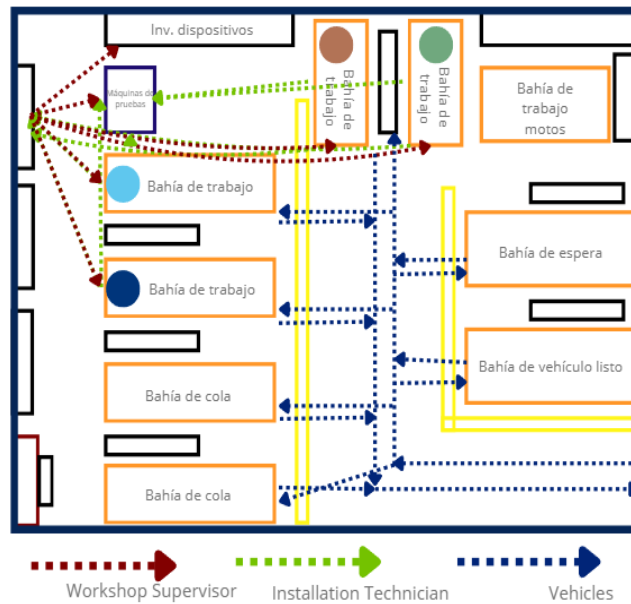 Inv. dispositivos
Máquinas de
pruebas
Bahía de
trabajo
Bahía de
trabajo
Bahía de
trabajo
motos
Bahía de trabajo
Bahía de espera
Bahía de trabajo
Bahía de vehículo listo
Bahía de cola
Bahía de cola
Workshop Supervisor
Installation Technician
Vehicles